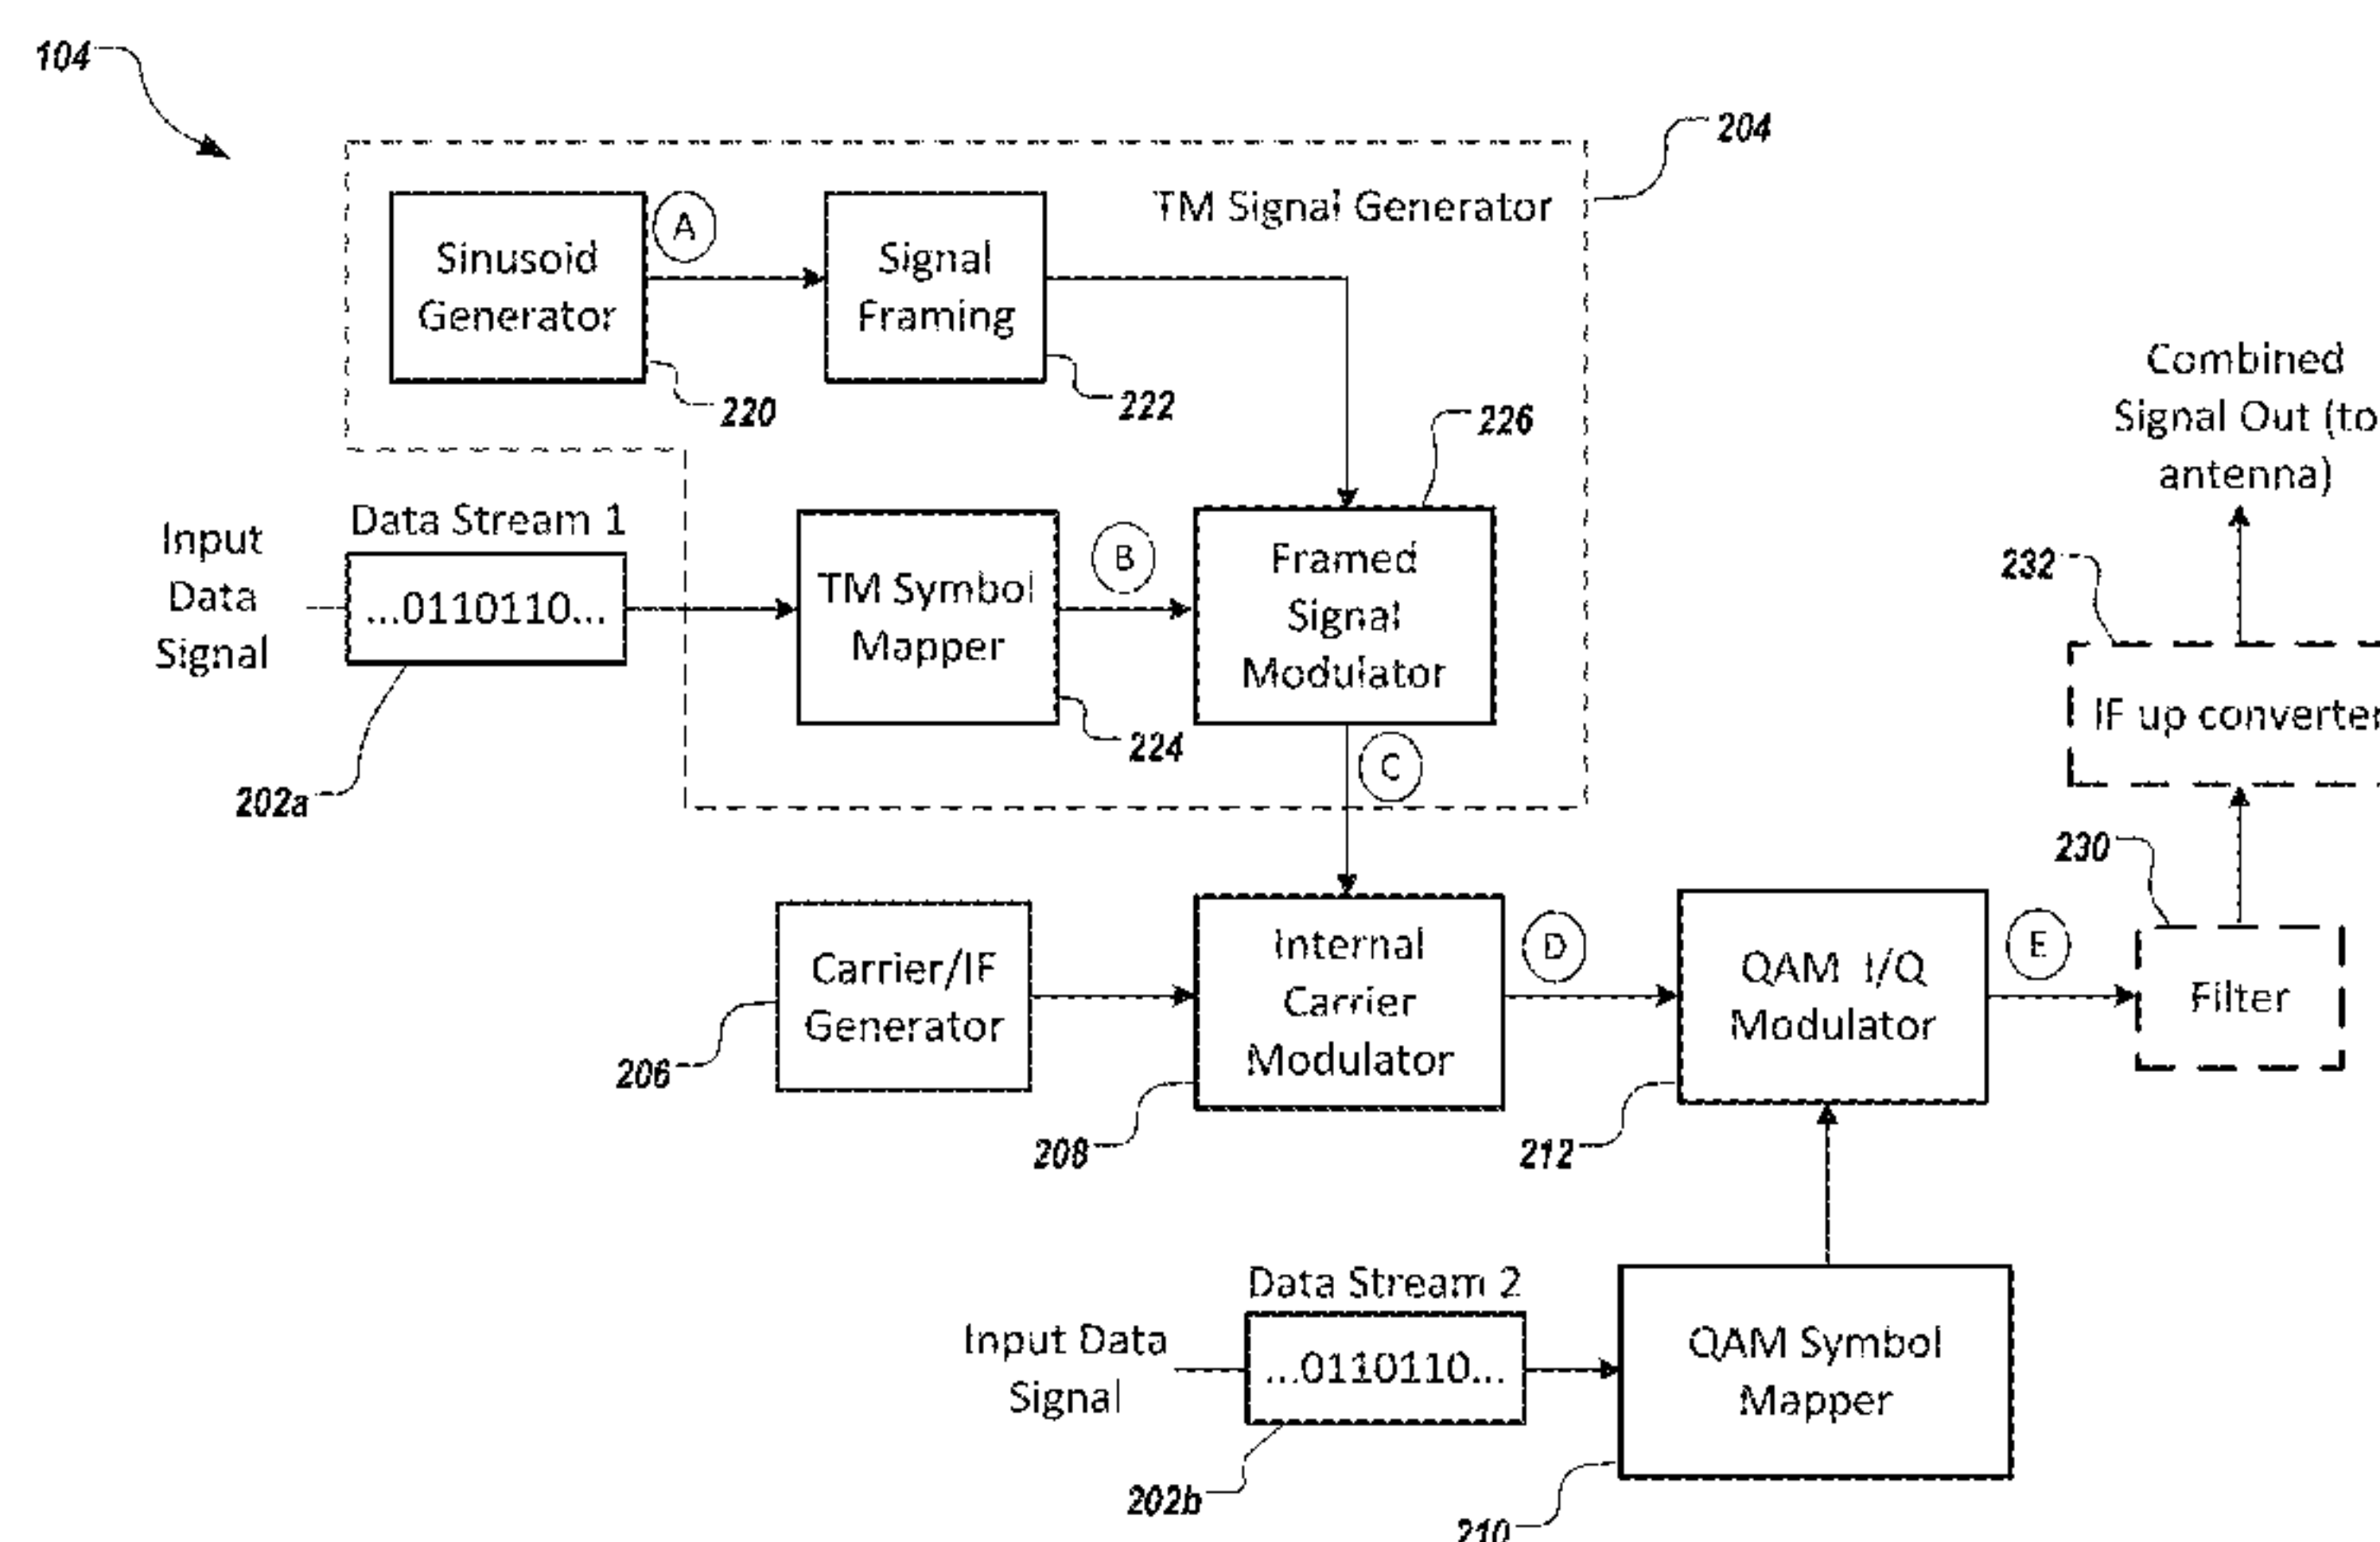 104
204
TM Signal Generator
A
Sinusoid
Generator
Signal
Framing
220
222
226
Combined
Signal Out (to
antenna)
Input
Data
Signal
Data Stream 1
...0110110...
202a
TM Symbol
Mapper
B
224
Framed
Signal
Modulator
C
232
IF up converter
230
Carrier/IF
Generator
206
Internal
Carrier
Modulator
208
D
QAM I/Q
Modulator
212
E
Filter
Data Stream 2
Input Data
Signal
...0110110...
202b
QAM Symbol
Mapper
210